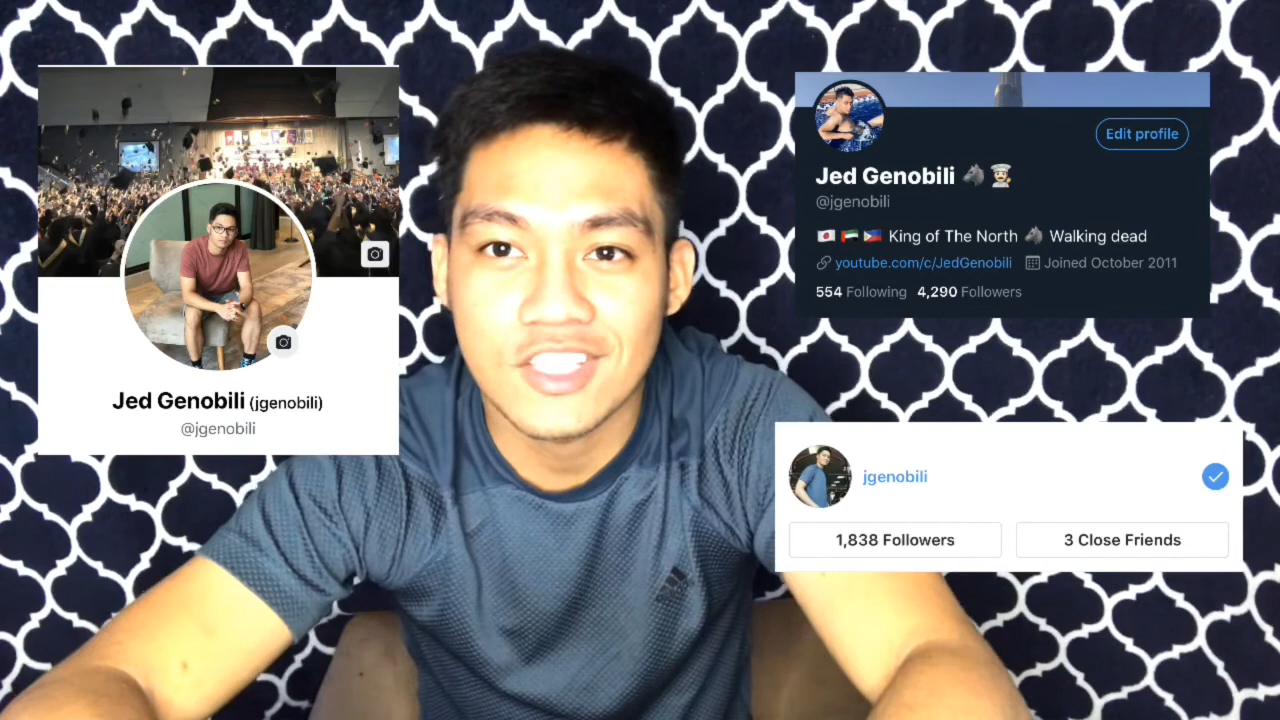 Jed Genobili (jgenobili)
@jgenobili
Edit profile
Jed Genobili 🐴 👨🏻‍🍳
@jgenobili
🇯🇵 🇦🇪 🇵🇭 King of The North 🐴 Walking dead
youtube.com/c/JedGenobili Joined October 2011
554 Following 4,290 Followers
jgenobili
1,838 Followers 3 Close Friends